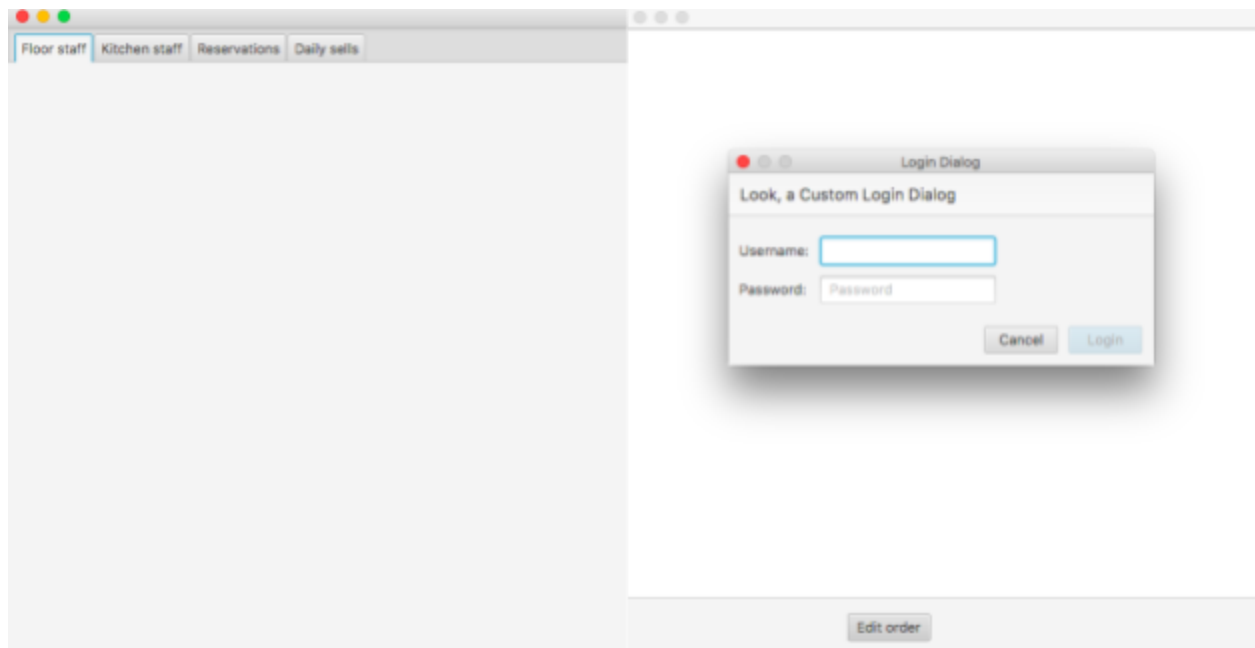 Floor staff Kitchen staff Reservations Daily sells
Login Dialog
Look, a Custom Login Dialog
Username:
Password: Password
Cancel Login
Edit order